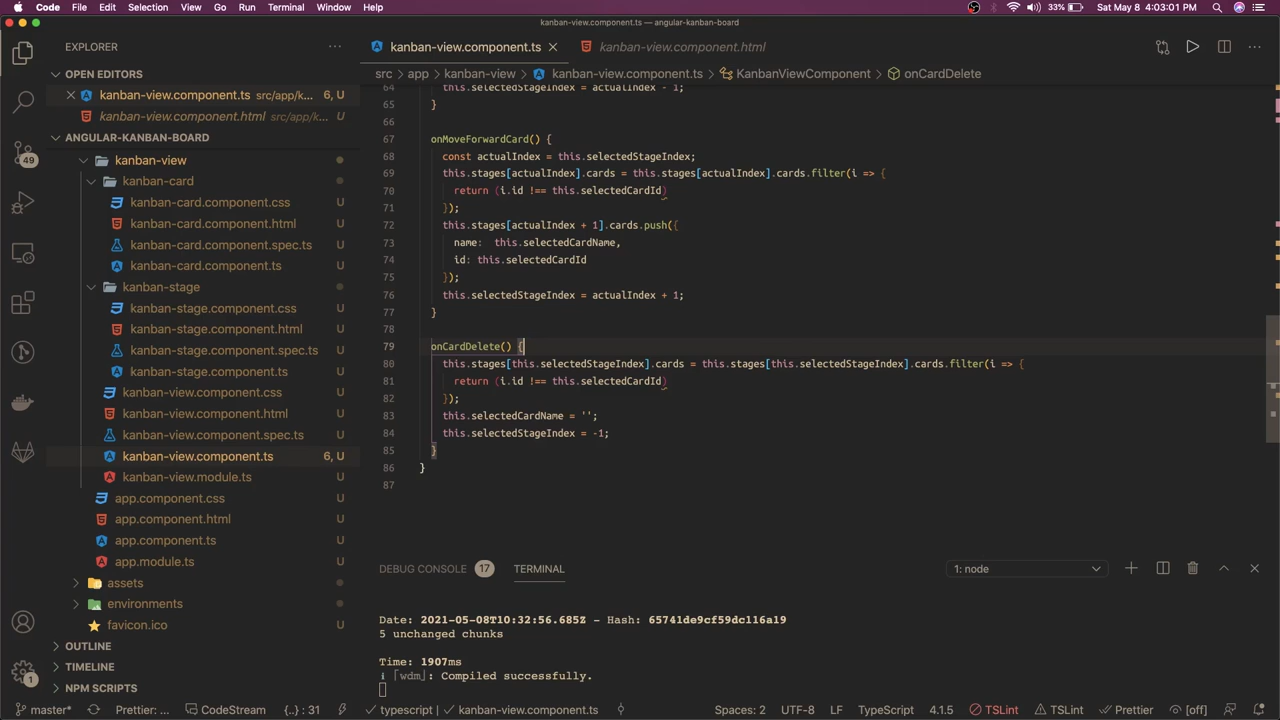 Code File Edit Selection View Go Run Terminal Window Help 33% Sat May 8 4:03:01 PM
kanban-view.component.ts — angular-kanban-board
EXPLORER
OPEN EDITORS
kanban-view.component.ts src/app/k... 6, U
kanban-view.component.html src/app/k... U
ANGULAR-KANBAN-BOARD
49
kanban-view
kanban-card
kanban-card.component.css U
kanban-card.component.html U
kanban-card.component.spec.ts U
kanban-card.component.ts U
kanban-stage
kanban-stage.component.css U
kanban-stage.component.html U
kanban-stage.component.spec.ts U
kanban-stage.component.ts U
kanban-view.component.css U
kanban-view.component.html U
kanban-view.component.spec.ts U
kanban-view.component.ts 6, U
kanban-view.module.ts U
app.component.css U
app.component.html U
app.component.ts U
app.module.ts U
assets
environments
favicon.ico U
OUTLINE
TIMELINE
NPM SCRIPTS
1
kanban-view.component.ts kanban-view.component.html
src > app > kanban-view > kanban-view.component.ts > KanbanViewComponent > onCardDelete
64 this.selectedStageIndex = actualIndex - 1;
65 }
66
67 onMoveForwardCard() {
68 const actualIndex = this.selectedStageIndex;
69 this.stages[actualIndex].cards = this.stages[actualIndex].cards.filter(i => {
70 return (i.id !== this.selectedCardId)
71 });
72 this.stages[actualIndex + 1].cards.push({
73 name: this.selectedCardName,
74 id: this.selectedCardId
75 });
76 this.selectedStageIndex = actualIndex + 1;
77 }
78
79 onCardDelete() {
80 this.stages[this.selectedStageIndex].cards = this.stages[this.selectedStageIndex].cards.filter(i => {
81 return (i.id !== this.selectedCardId)
82 });
83 this.selectedCardName = '';
84 this.selectedStageIndex = -1;
85 }
86 }
87
DEBUG CONSOLE 17 TERMINAL 1: node
Date: 2021-05-08T10:32:56.685Z - Hash: 65741de9cf59dc116a19
5 unchanged chunks
Time: 1907ms
ℹ ｢wdm｣: Compiled successfully.
master* Prettier: ... CodeStream {..} : 31 typescript | kanban-view.component.ts Spaces: 2 UTF-8 LF TypeScript 4.1.5 TSLint TSLint Prettier [off]